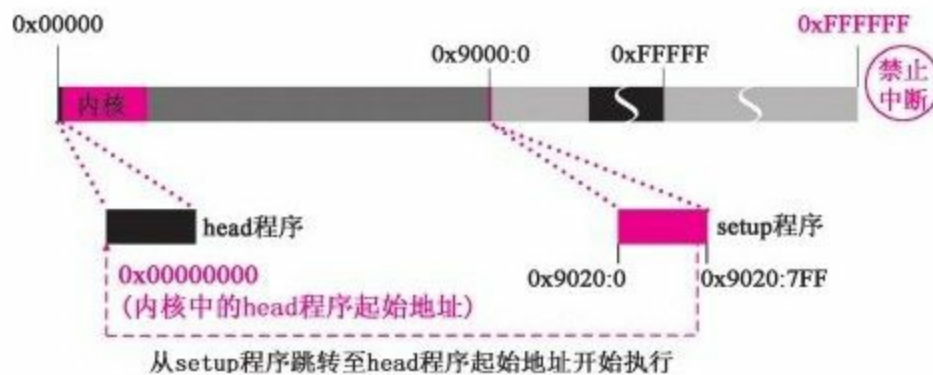 0x00000
0xFFFFFF
0x9000:0
0xFFFFF
禁止
中断
内核
head程序
setup程序
0x00000000
(内核中的head程序起始地址)
0x9020:0
0x9020:7FF
从setup程序跳转至head程序起始地址开始执行